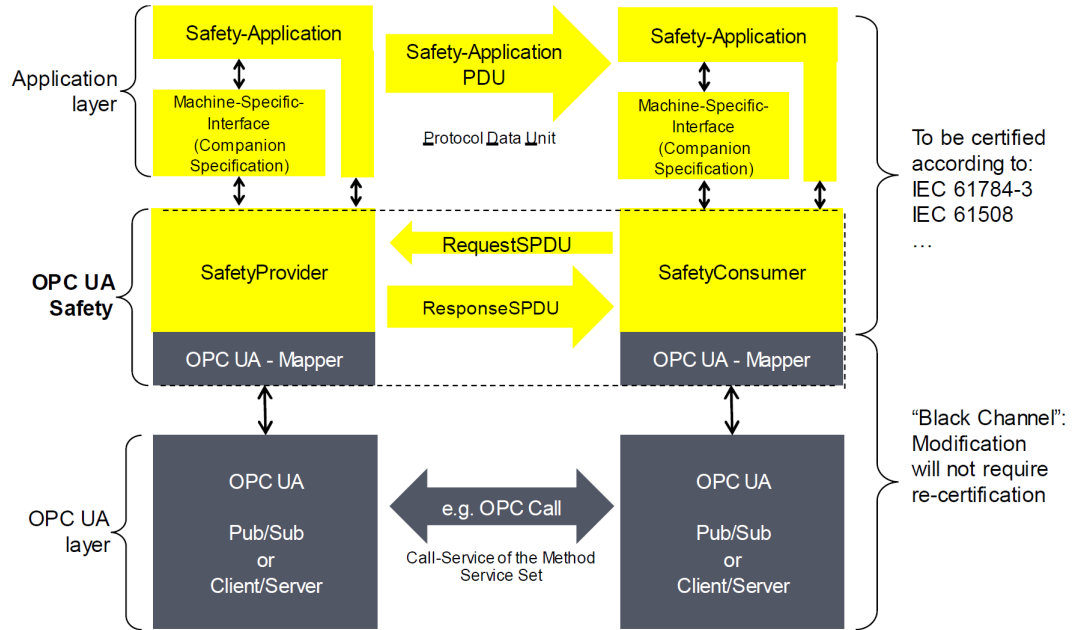 Application
layer
Safety-Application
Machine-Specific-
Interface
(Companion
Specification)
Safety-Application
PDU
Protocol Data Unit
Safety-Application
Machine-Specific-
Interface
(Companion
Specification)
To be certified
according to:
IEC 61784-3
IEC 61508
…
OPC UA
Safety
SafetyProvider
RequestSPDU
ResponseSPDU
SafetyConsumer
OPC UA - Mapper
OPC UA - Mapper
“Black Channel”:
Modification
will not require
re-certification
OPC UA
layer
OPC UA
Pub/Sub
or
Client/Server
e.g. OPC Call
Call-Service of the Method
Service Set
OPC UA
Pub/Sub
or
Client/Server